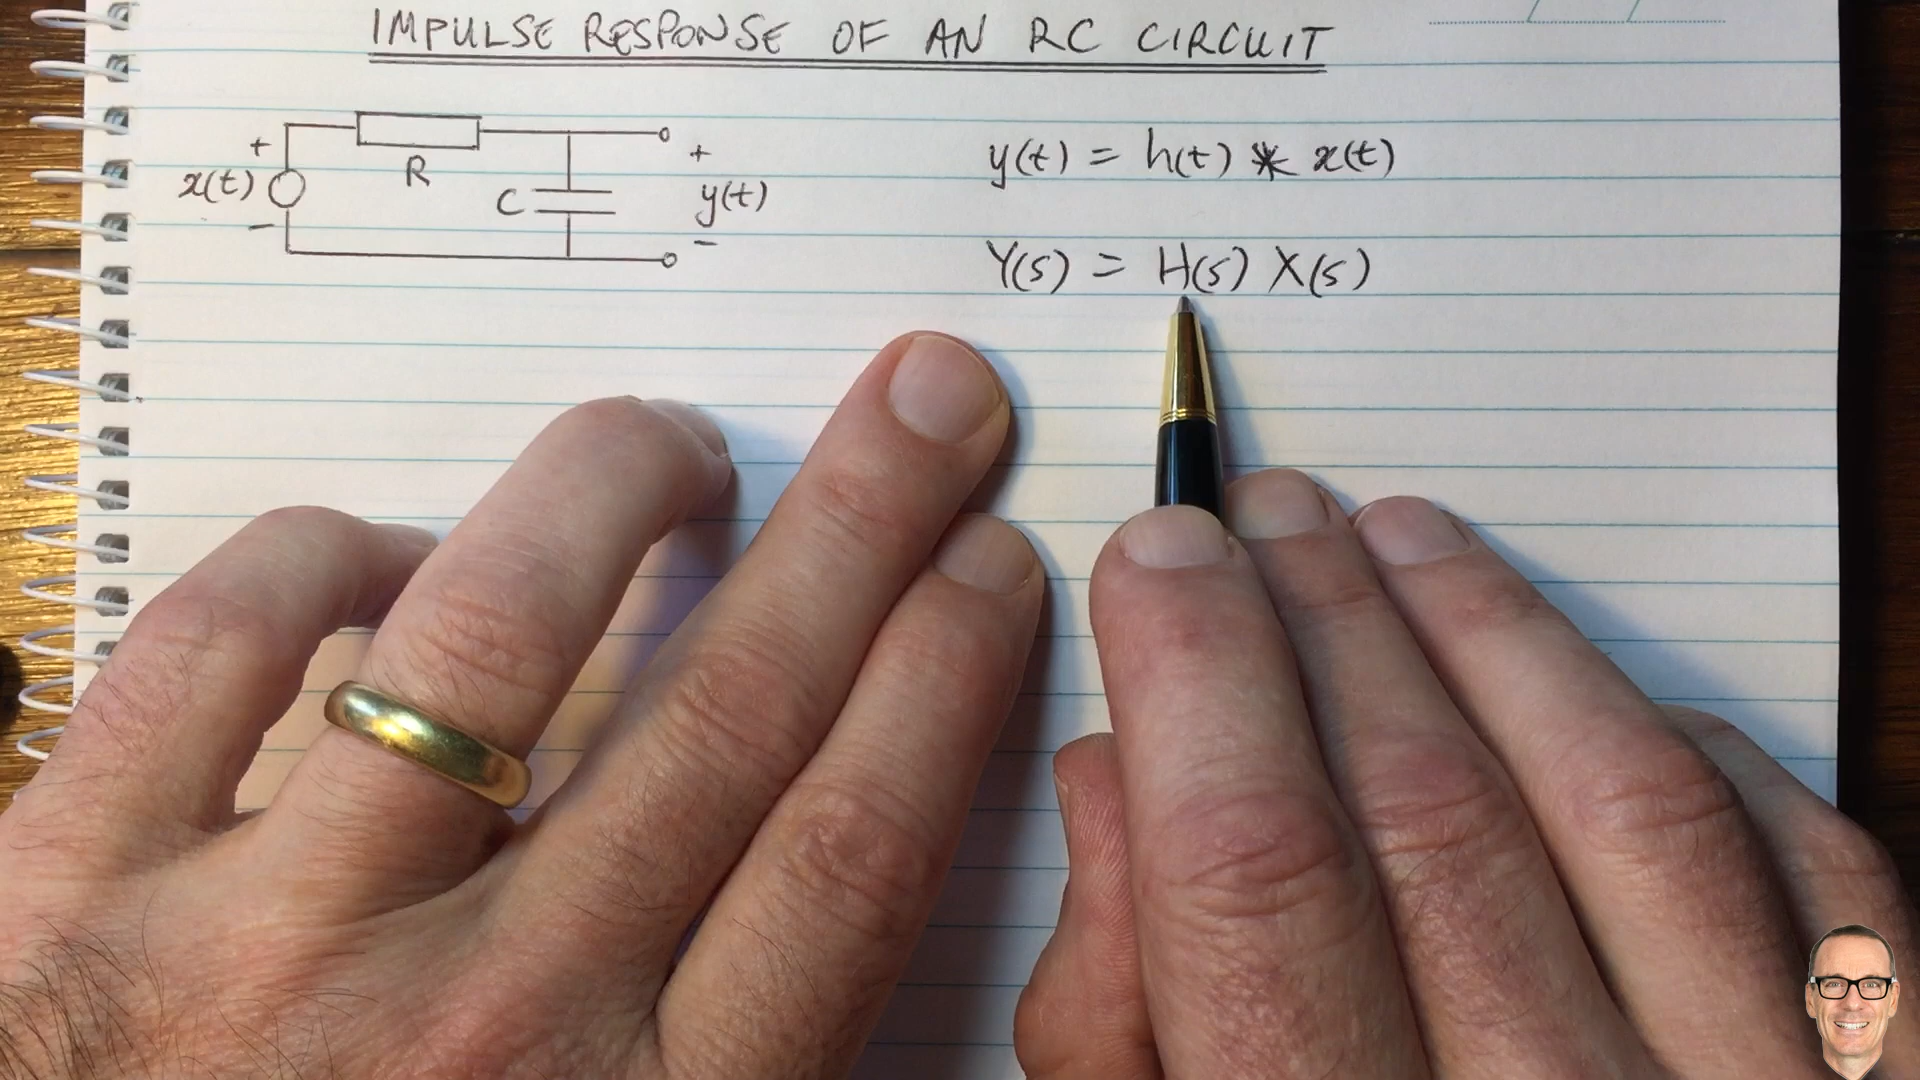 IMPULSE RESPONSE OF AN RC CIRCUIT
+
R
x(t)
-
C
+
y(t)
-
y(t) = h(t) * x(t)
Y(s) = H(s) X(s)